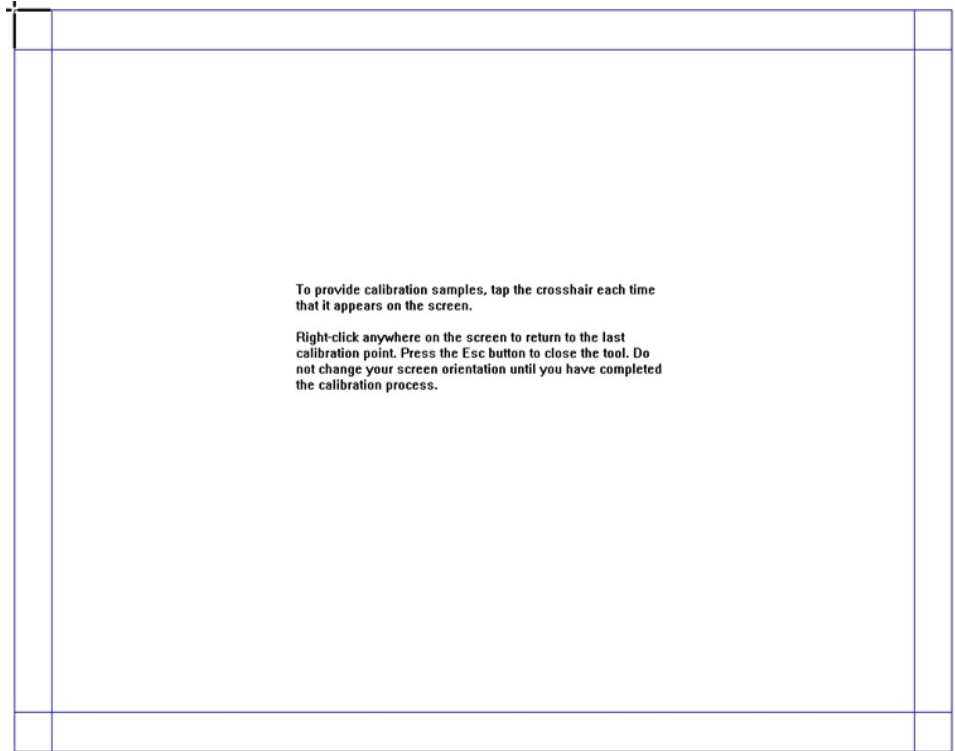 To provide calibration samples, tap the crosshair each time
that it appears on the screen.
Right-click anywhere on the screen to return to the last
calibration point. Press the Esc button to close the tool. Do
not change your screen orientation until you have completed
the calibration process.